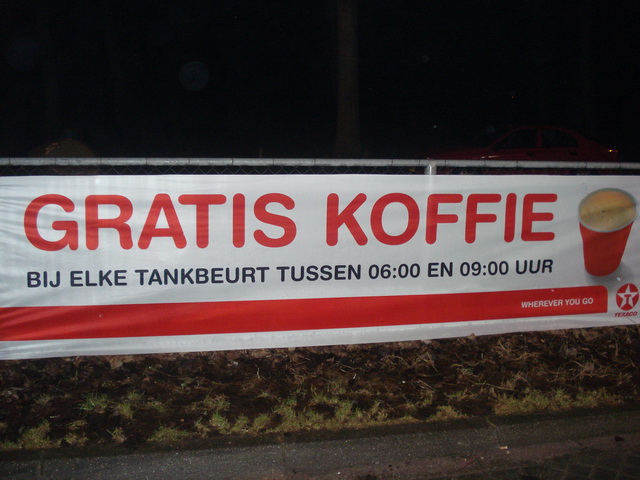 GRATIS KOFFIE
BIJ ELKE TANKBEURT TUSSEN 06:00 EN 09:00 UUR
WHEREVER YOU GO
T
TEXACO